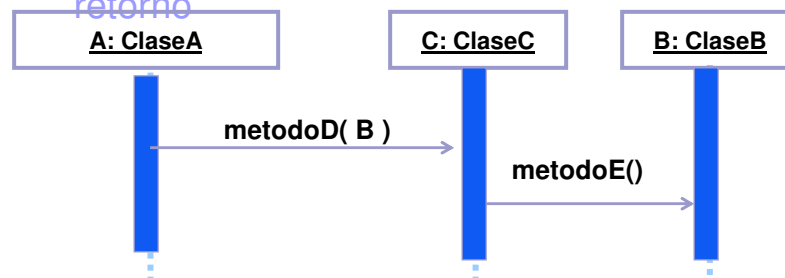 retorno
A: ClaseA
C: ClaseC
B: ClaseB
metodoD( B )
metodoE()